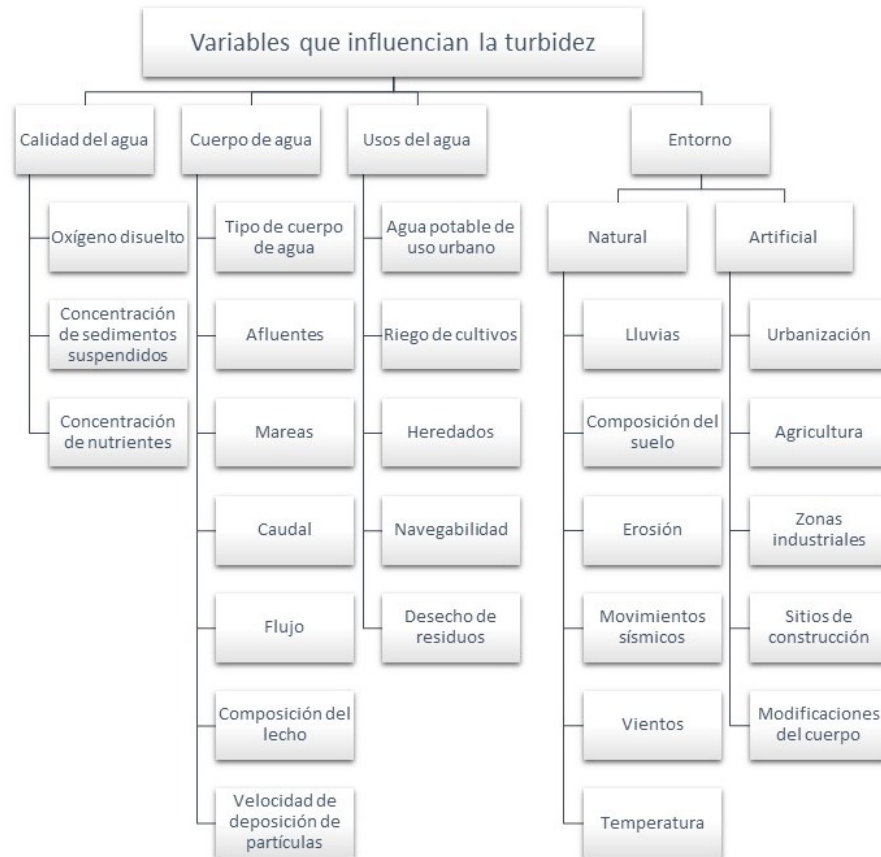 Variables que influencian la turbidez
Calidad del agua
Oxígeno disuelto
Concentración
de sedimentos
suspendidos
Concentración
de nutrientes
Cuerpo de agua
Tipo de cuerpo
de agua
Afluentes
Mareas
Caudal
Flujo
Composición del
lecho
Velocidad de
deposición de
partículas
Usos del agua
Agua potable de
uso urbano
Riego de cultivos
Heredados
Navegabilidad
Desecho de
residuos
Entorno
Natural
Lluvias
Composición del
suelo
Erosión
Movimientos
sísmicos
Vientos
Temperatura
Artificial
Urbanización
Agricultura
Zonas
industriales
Sitios de
construcción
Modificaciones
del cuerpo